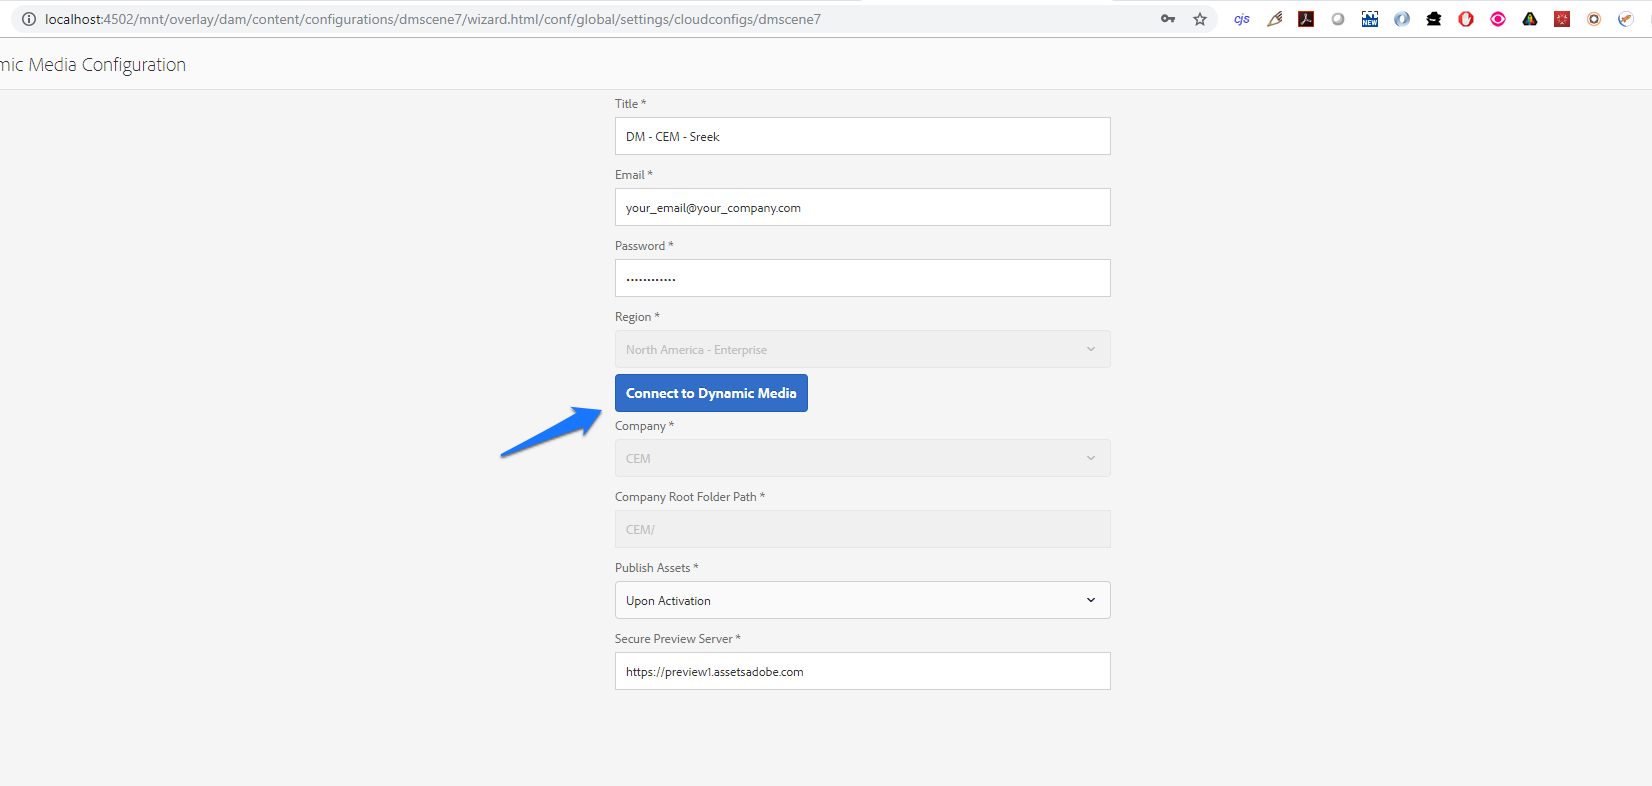 localhost:4502/mnt/overlay/dam/content/configurations/dmscene7/wizard.html/conf/global/settings/cloudconfigs/dmscene7
cjs
NEW
mic Media Configuration
Title *
DM - CEM - Sreek
Email *
your_email@your_company.com
Password *
............
Region *
North America - Enterprise
Connect to Dynamic Media
Company *
CEM
Company Root Folder Path *
CEM/
Publish Assets *
Upon Activation
Secure Preview Server *
https://preview1.assetsadobe.com